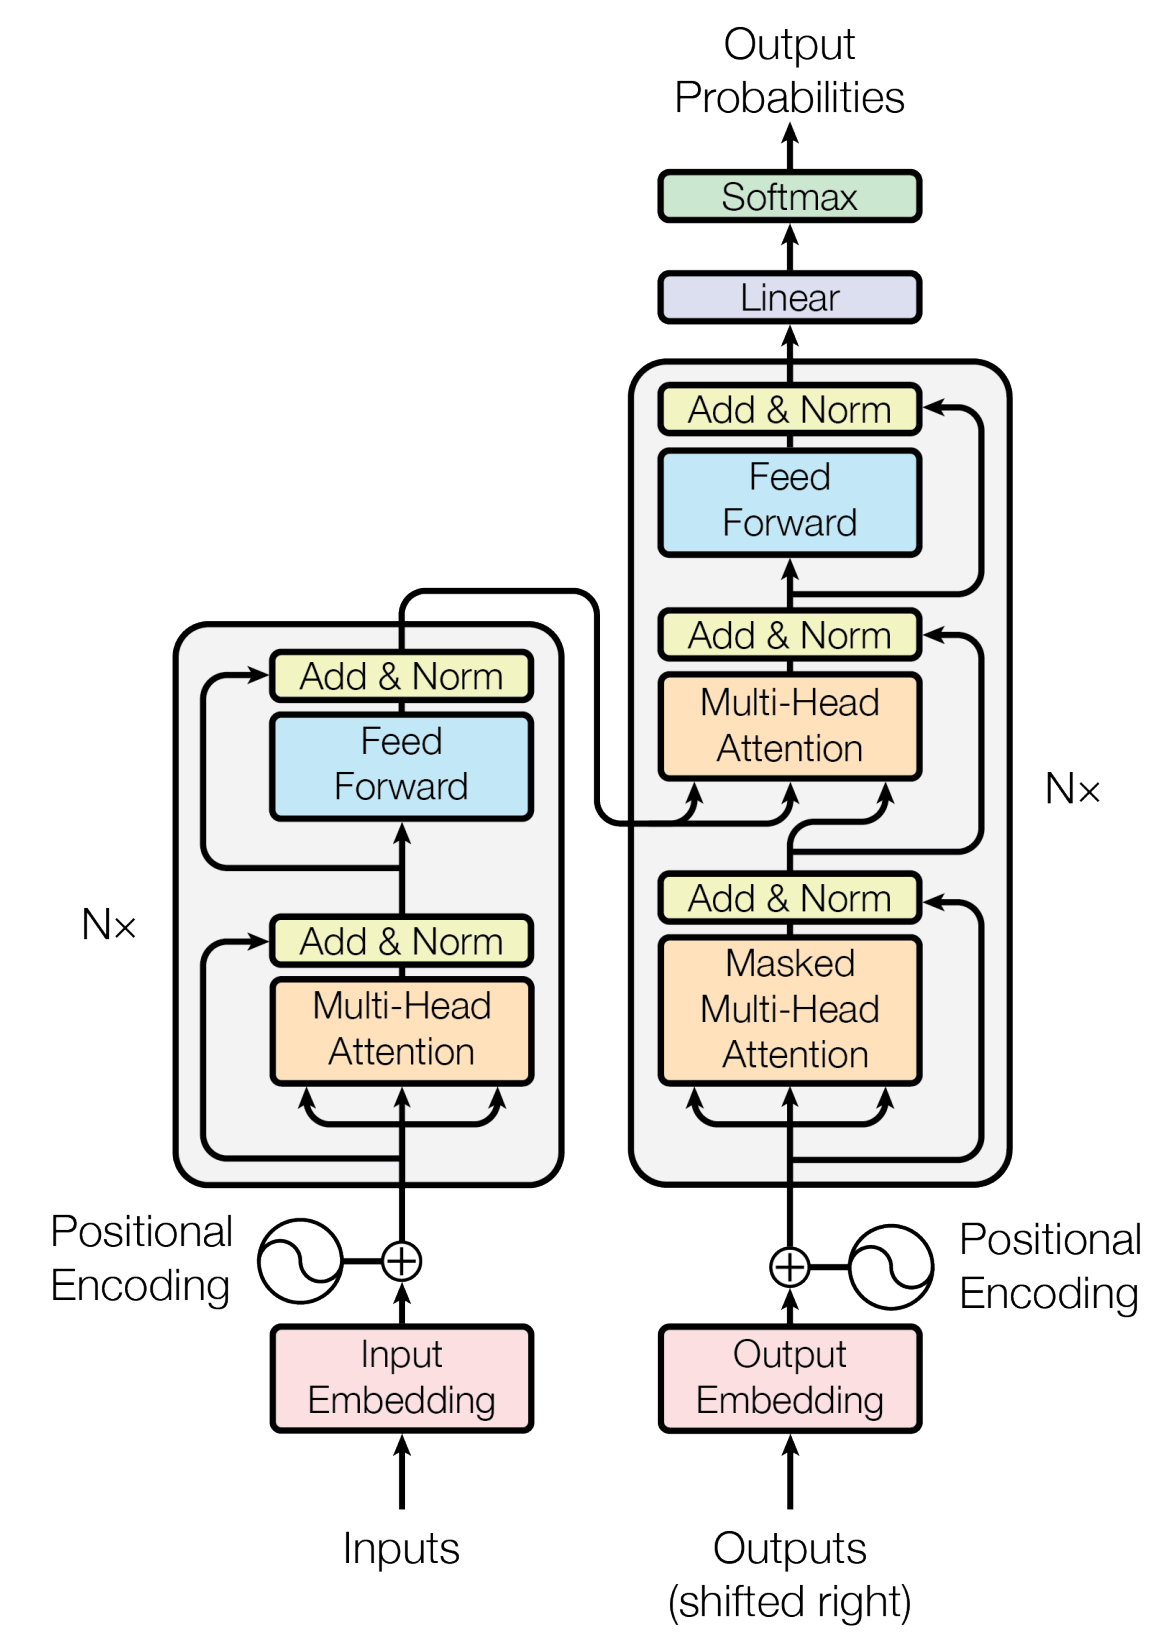 Output
Probabilities
Softmax
Linear
Add & Norm
Feed
Forward
Add & Norm
Multi-Head
Attention
N×
Add & Norm
Masked
Multi-Head
Attention
Add & Norm
Feed
Forward
N×
Add & Norm
Multi-Head
Attention
Positional
Encoding
Positional
Encoding
Input
Embedding
Output
Embedding
Inputs
Outputs
(shifted right)